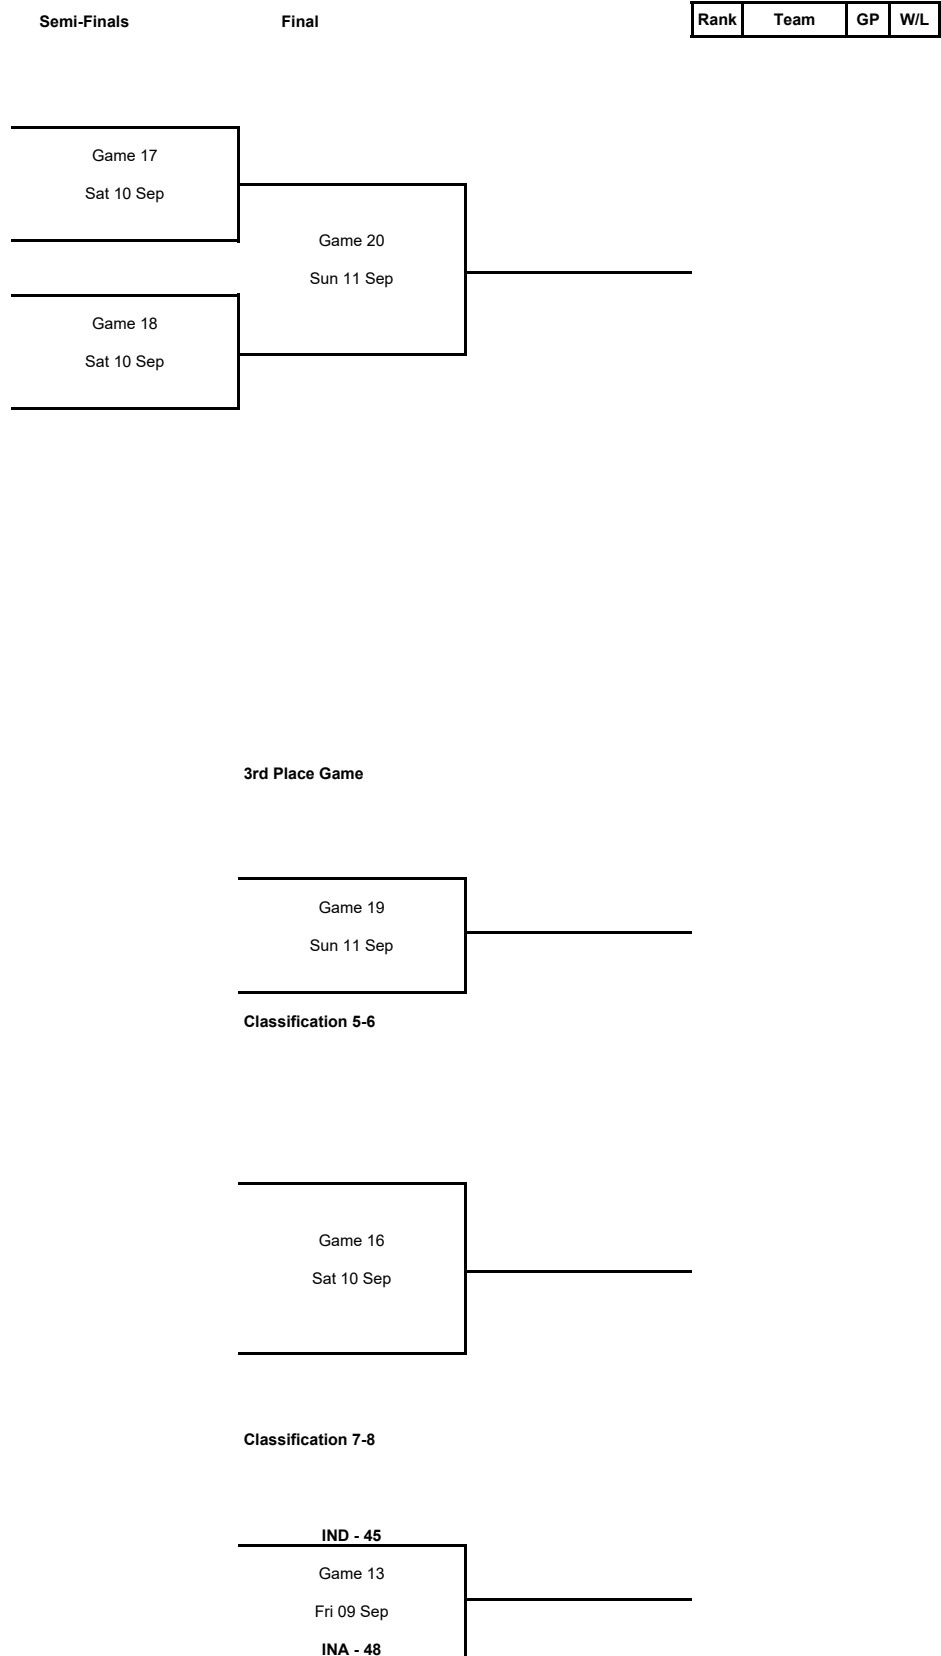 Semi-Finals Final Rank Team GP W/L
Game 17
Sat 10 Sep
Game 20
Sun 11 Sep
Game 18
Sat 10 Sep
3rd Place Game
Game 19
Sun 11 Sep
Classification 5-6
Game 16
Sat 10 Sep
Classification 7-8
IND - 45
Game 13
Fri 09 Sep
INA - 48